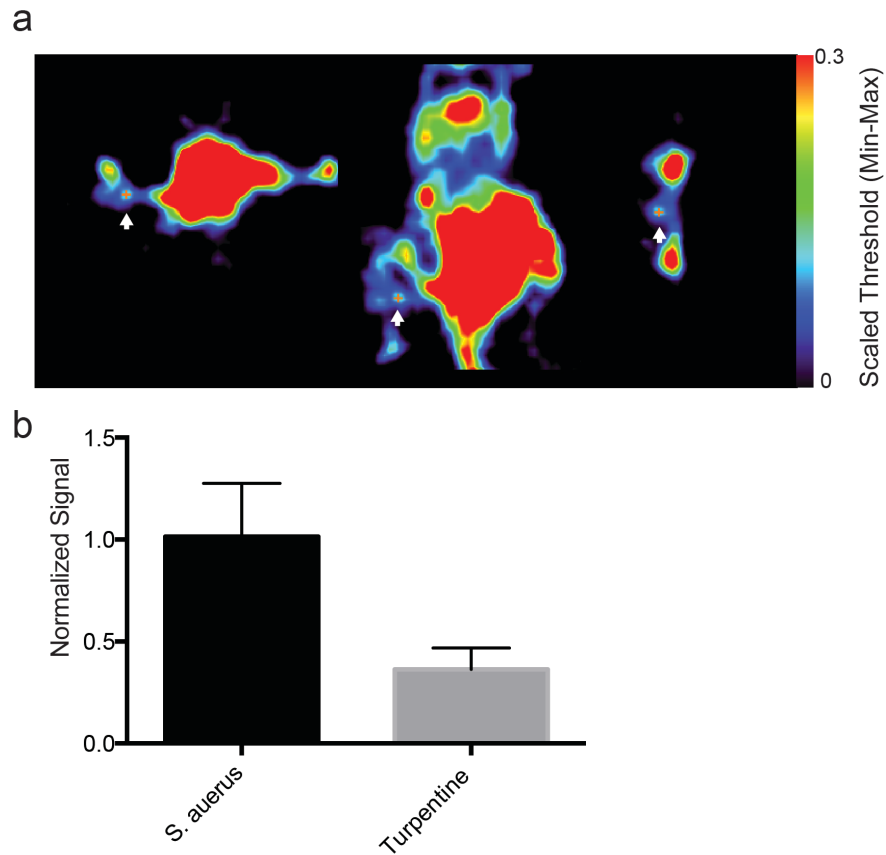 a
0.3
Scaled Threshold (Min-Max)
0
b
Normalized Signal
1.5
1.0
0.5
0.0
S. auerus
Turpentine